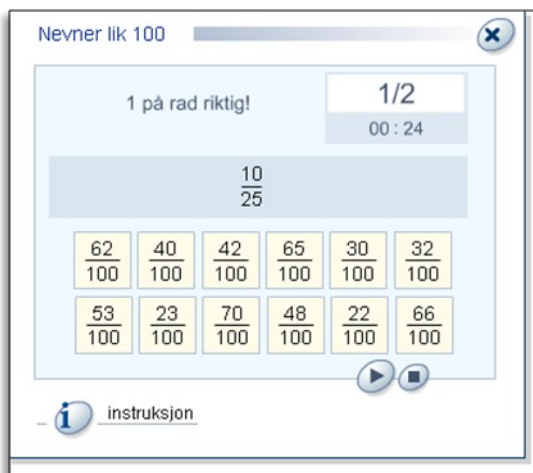 Nevner lik 100
1 på rad riktig!
1/2
00 : 24
10
25
62 40 42 65 30 32
100 100 100 100 100 100
53 23 70 48 22 66
100 100 100 100 100 100
i instruksjon